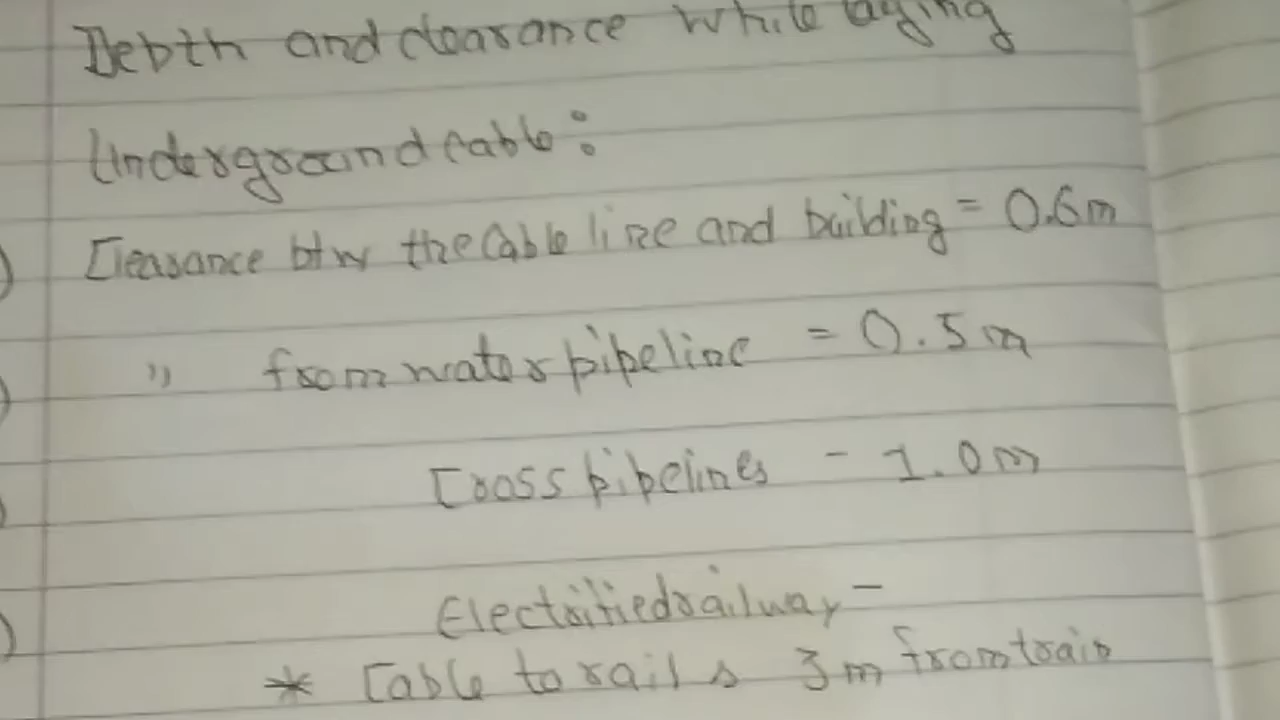 Depth and clearance while laying
Underground cable:
Clearance btw the Cable line and building = 0.6m
" from water pipeline = 0.5m
Cross pipelines - 1.0m
Electrified railway -
* Cable to rails 3m from train